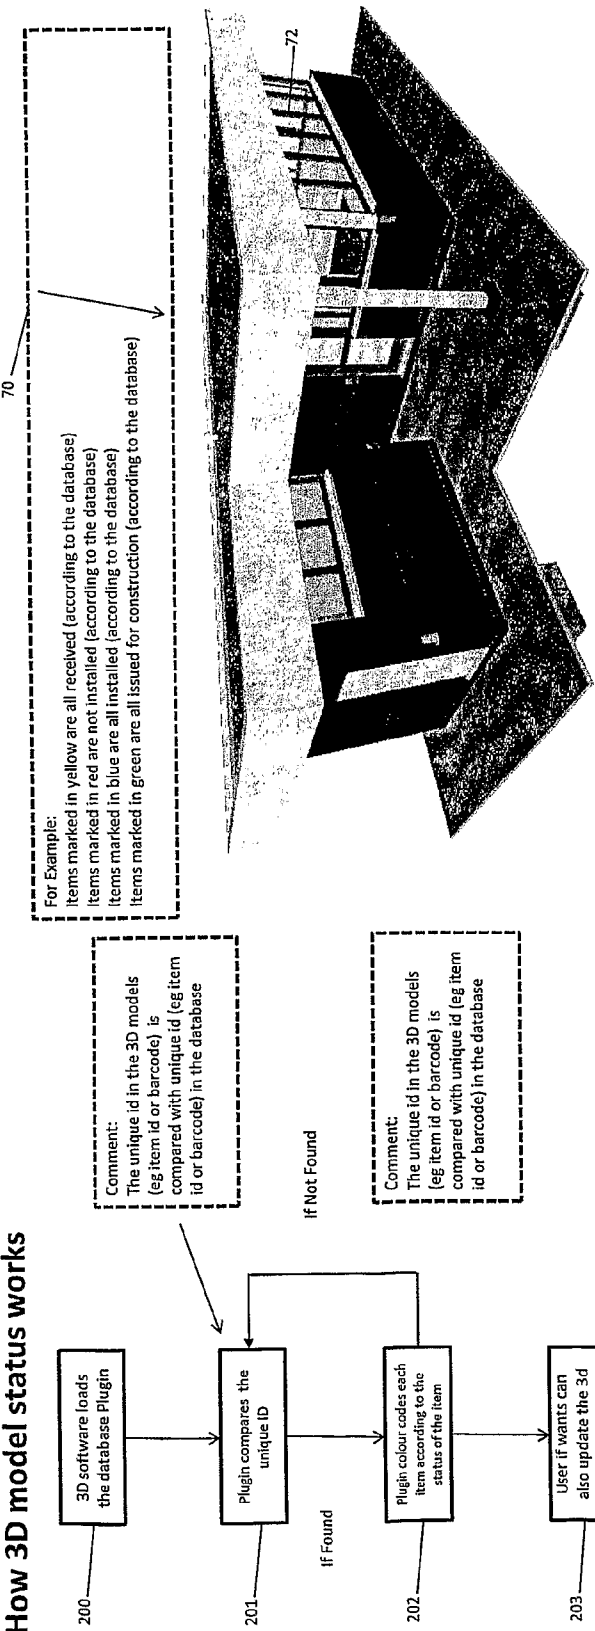 How 3D model status works
200
3D software loads
the database Plugin
201
Plugin compares the
unique ID
Comment:
The unique id in the 3D models
(eg item id or barcode) is
compared with unique id (eg item
id or barcode) in the database
If Found
If Not Found
202
Plugin colour codes each
item according to the
status of the item
Comment:
The unique id in the 3D models
(eg item id or barcode) is
compared with unique id (eg item
id or barcode) in the database
203
User if wants can
also update the 3d
70
For Example:
Items marked in yellow are all received (according to the database)
Items marked in red are not installed (according to the database)
Items marked in blue are all installed (according to the database)
Items marked in green are all issued for construction (according to the database)
72